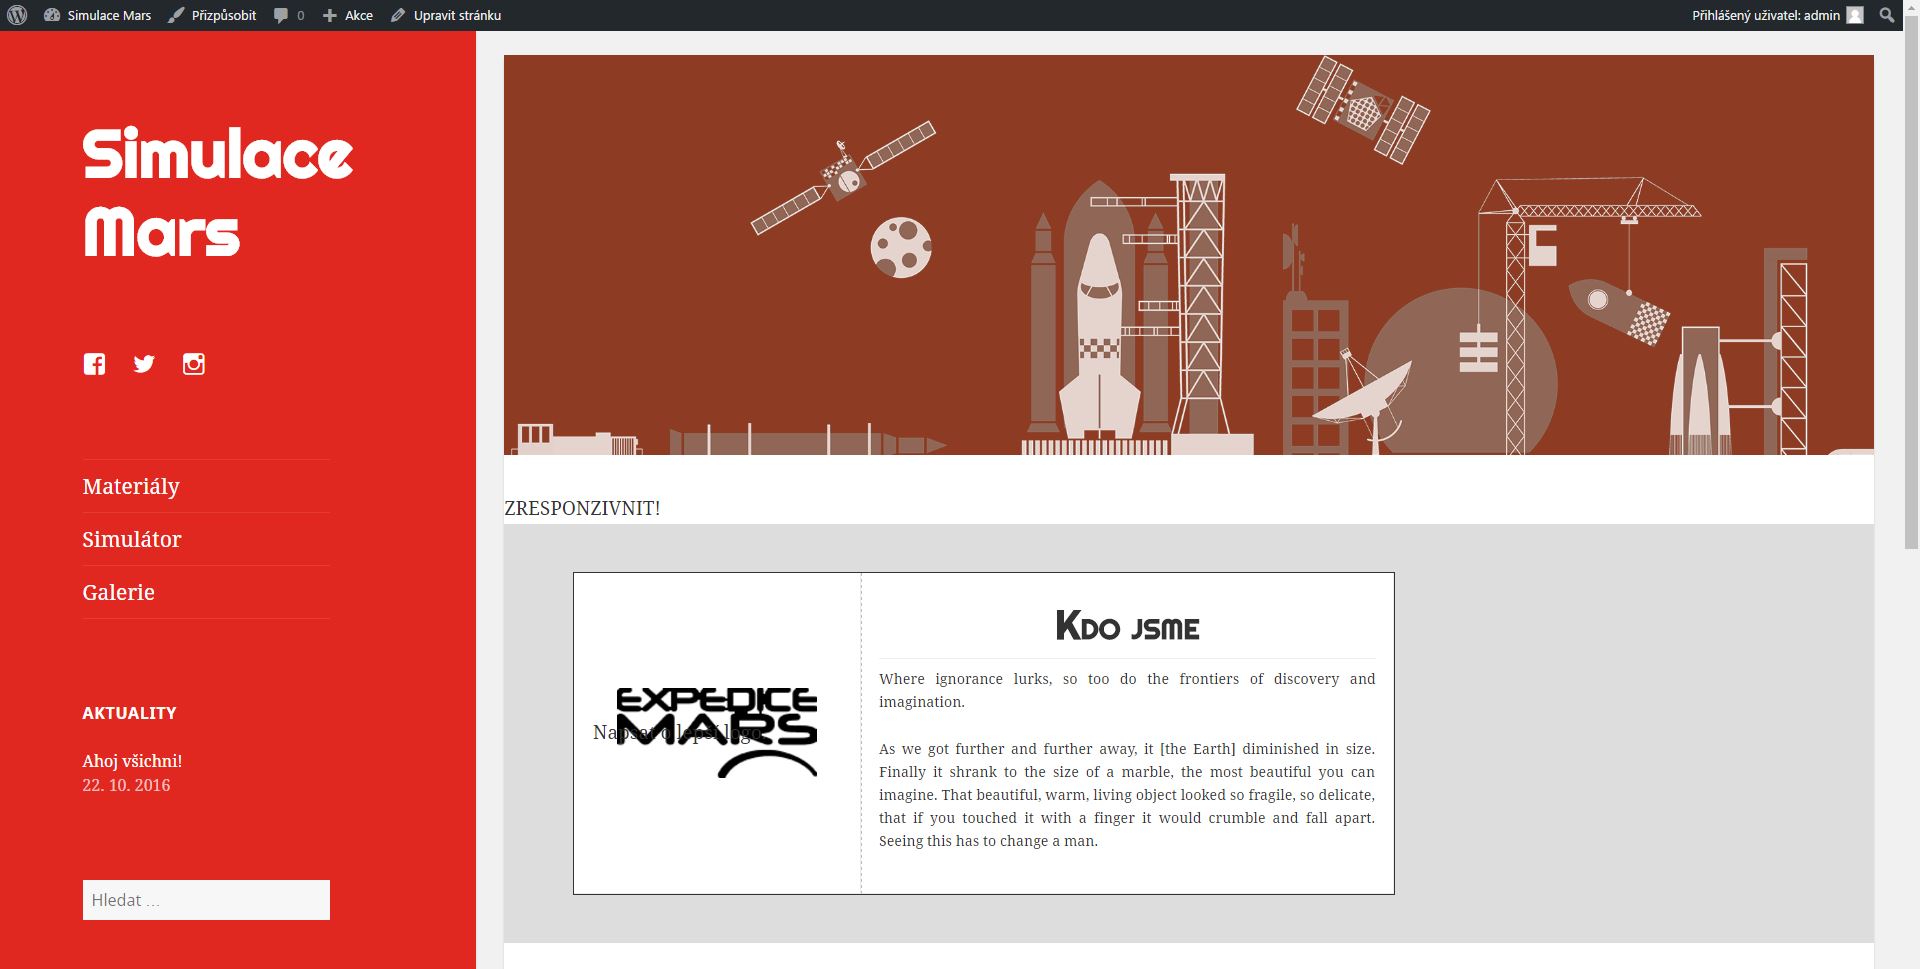 Simulace Mars
Přizpůsobit
0
Akce
Upravit stránku
Přihlášený uživatel: admin
Simulace
Mars
Materiály
Simulátor
Galerie
AKTUALITY
Ahoj všichni!
22. 10. 2016
Hledat …
ZRESPONZIVNIT!
EXPEDICE
MARS
Napsat o lepší logo
Kdo jsme
Where ignorance lurks, so too do the frontiers of discovery and
imagination.
As we got further and further away, it [the Earth] diminished in size.
Finally it shrank to the size of a marble, the most beautiful you can
imagine. That beautiful, warm, living object looked so fragile, so delicate,
that if you touched it with a finger it would crumble and fall apart.
Seeing this has to change a man.